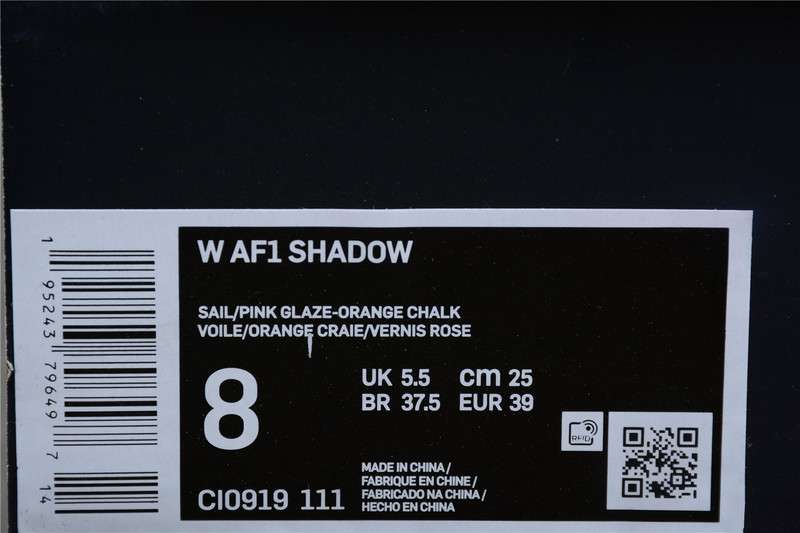 W AF1 SHADOW
SAIL/PINK GLAZE-ORANGE CHALK
VOILE/ORANGE CRAIE/VERNIS ROSE
8
UK 5.5 cm 25
BR 37.5 EUR 39
CI0919 111
MADE IN CHINA /
FABRIQUE EN CHINE /
FABRICADO NA CHINA /
HECHO EN CHINA
RFID
1 95243 79649 7 14